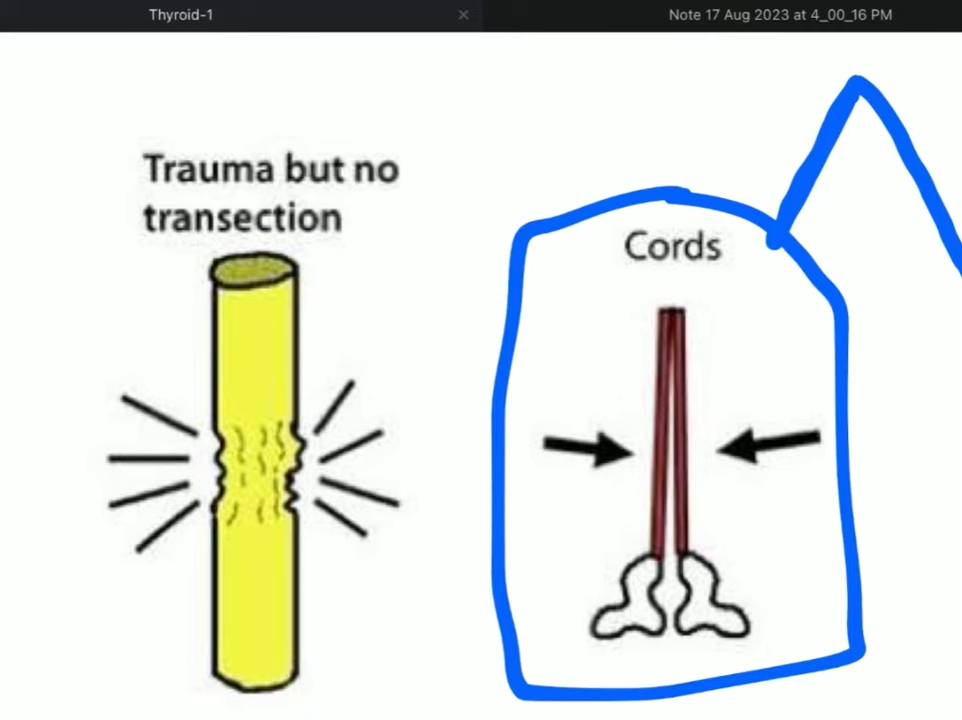 Thyroid-1
Note 17 Aug 2023 at 4_00_16 PM
Trauma but no
transection
Cords